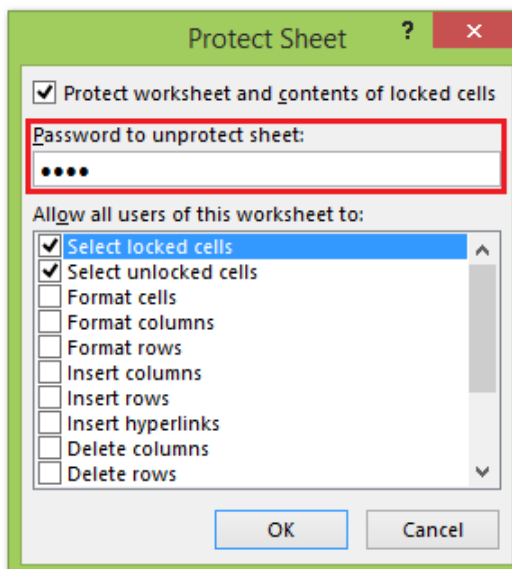 Protect Sheet ? ×
Protect worksheet and contents of locked cells
Password to unprotect sheet:
••••
Allow all users of this worksheet to:
Select locked cells
Select unlocked cells
Format cells
Format columns
Format rows
Insert columns
Insert rows
Insert hyperlinks
Delete columns
Delete rows
OK Cancel